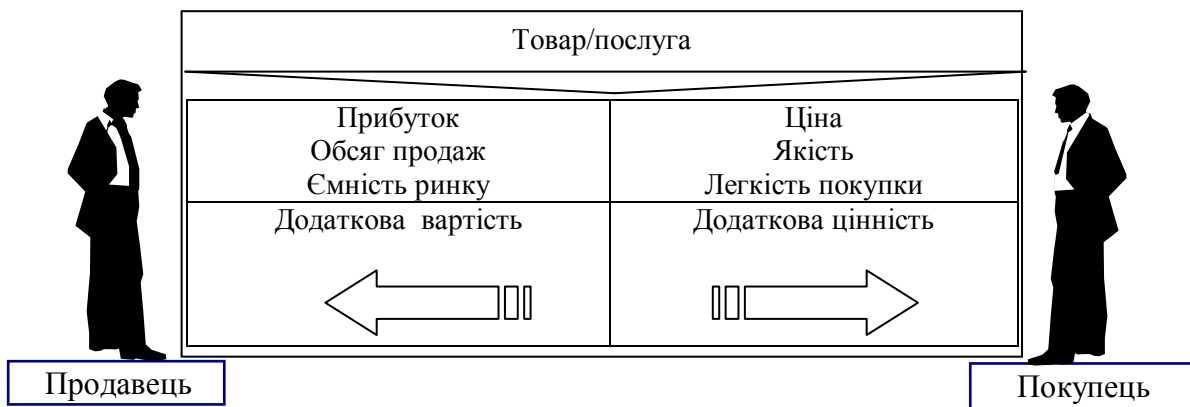 Товар/послуга
Прибуток
Обсяг продаж
Ємність ринку
Ціна
Якість
Легкість покупки
Додаткова вартість
Додаткова цінність
Продавець
Покупець